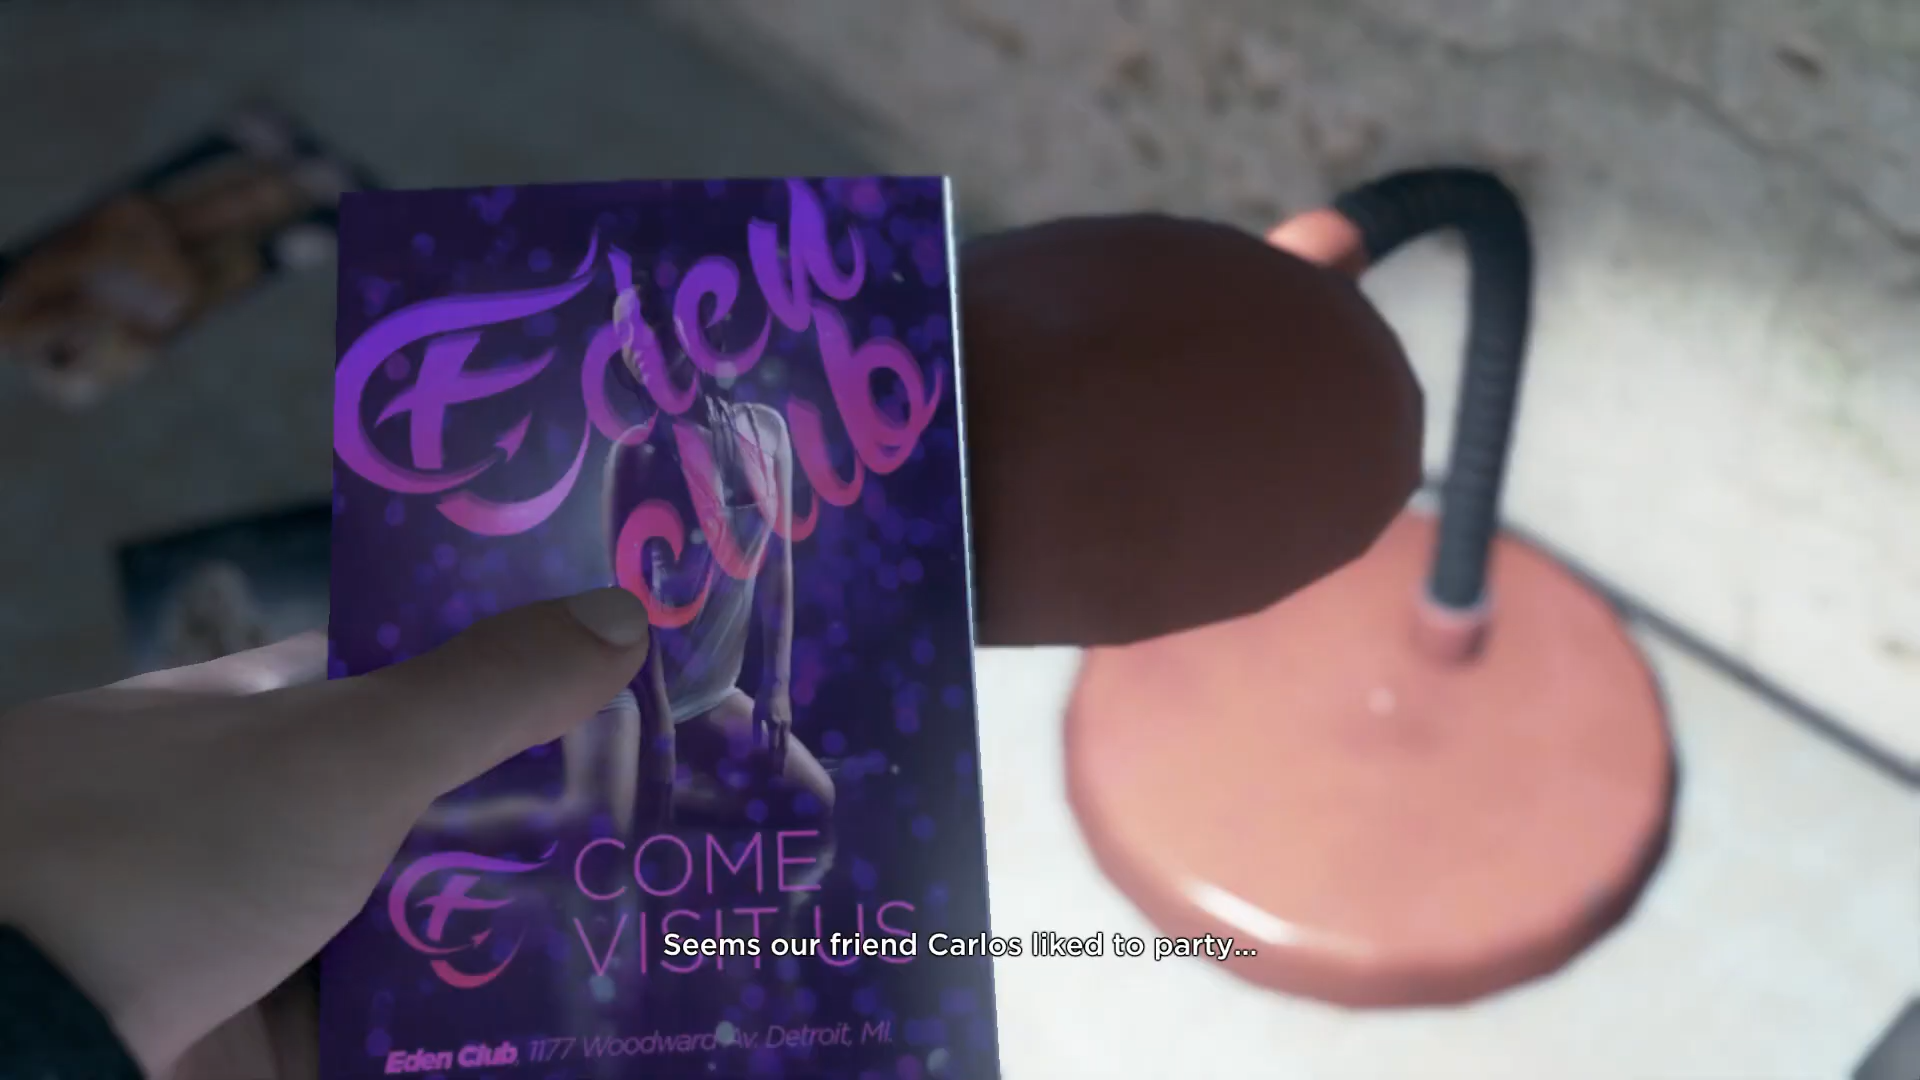 Eden
club
COME
VISIT US
Seems our friend Carlos liked to party...
Eden Club, 1177 Woodward Av. Detroit, MI.